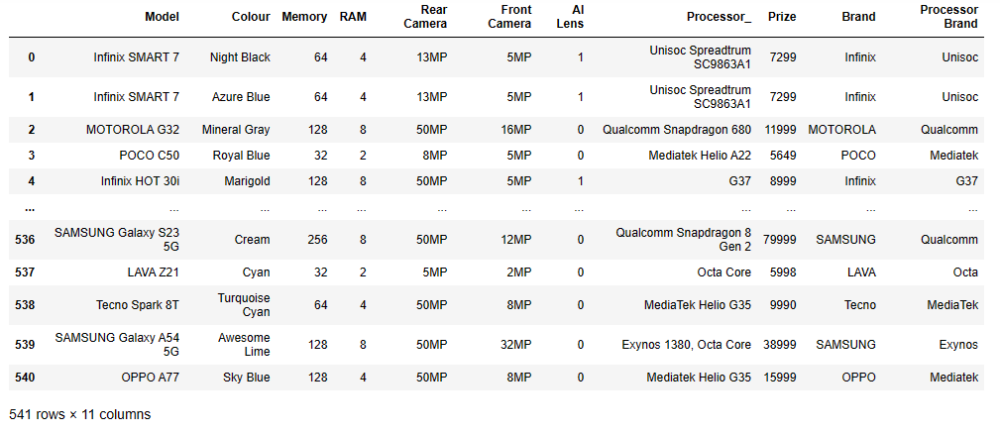 Model Colour Memory RAM Rear Camera Front Camera AI Lens Processor_ Prize Brand Processor Brand
0 Infinix SMART 7 Night Black 64 4 13MP 5MP 1 Unisoc Spreadtrum SC9863A1 7299 Infinix Unisoc
1 Infinix SMART 7 Azure Blue 64 4 13MP 5MP 1 Unisoc Spreadtrum SC9863A1 7299 Infinix Unisoc
2 MOTOROLA G32 Mineral Gray 128 8 50MP 16MP 0 Qualcomm Snapdragon 680 11999 MOTOROLA Qualcomm
3 POCO C50 Royal Blue 32 2 8MP 5MP 0 Mediatek Helio A22 5649 POCO Mediatek
4 Infinix HOT 30i Marigold 128 8 50MP 5MP 1 G37 8999 Infinix G37
... ... ... ... ... ... ... ... ... ... ... ...
536 SAMSUNG Galaxy S23 5G Cream 256 8 50MP 12MP 0 Qualcomm Snapdragon 8 Gen 2 79999 SAMSUNG Qualcomm
537 LAVA Z21 Cyan 32 2 5MP 2MP 0 Octa Core 5998 LAVA Octa
538 Tecno Spark 8T Turquoise Cyan 64 4 50MP 8MP 0 MediaTek Helio G35 9990 Tecno MediaTek
539 SAMSUNG Galaxy A54 5G Awesome Lime 128 8 50MP 32MP 0 Exynos 1380, Octa Core 38999 SAMSUNG Exynos
540 OPPO A77 Sky Blue 128 4 50MP 8MP 0 Mediatek Helio G35 15999 OPPO Mediatek
541 rows × 11 columns